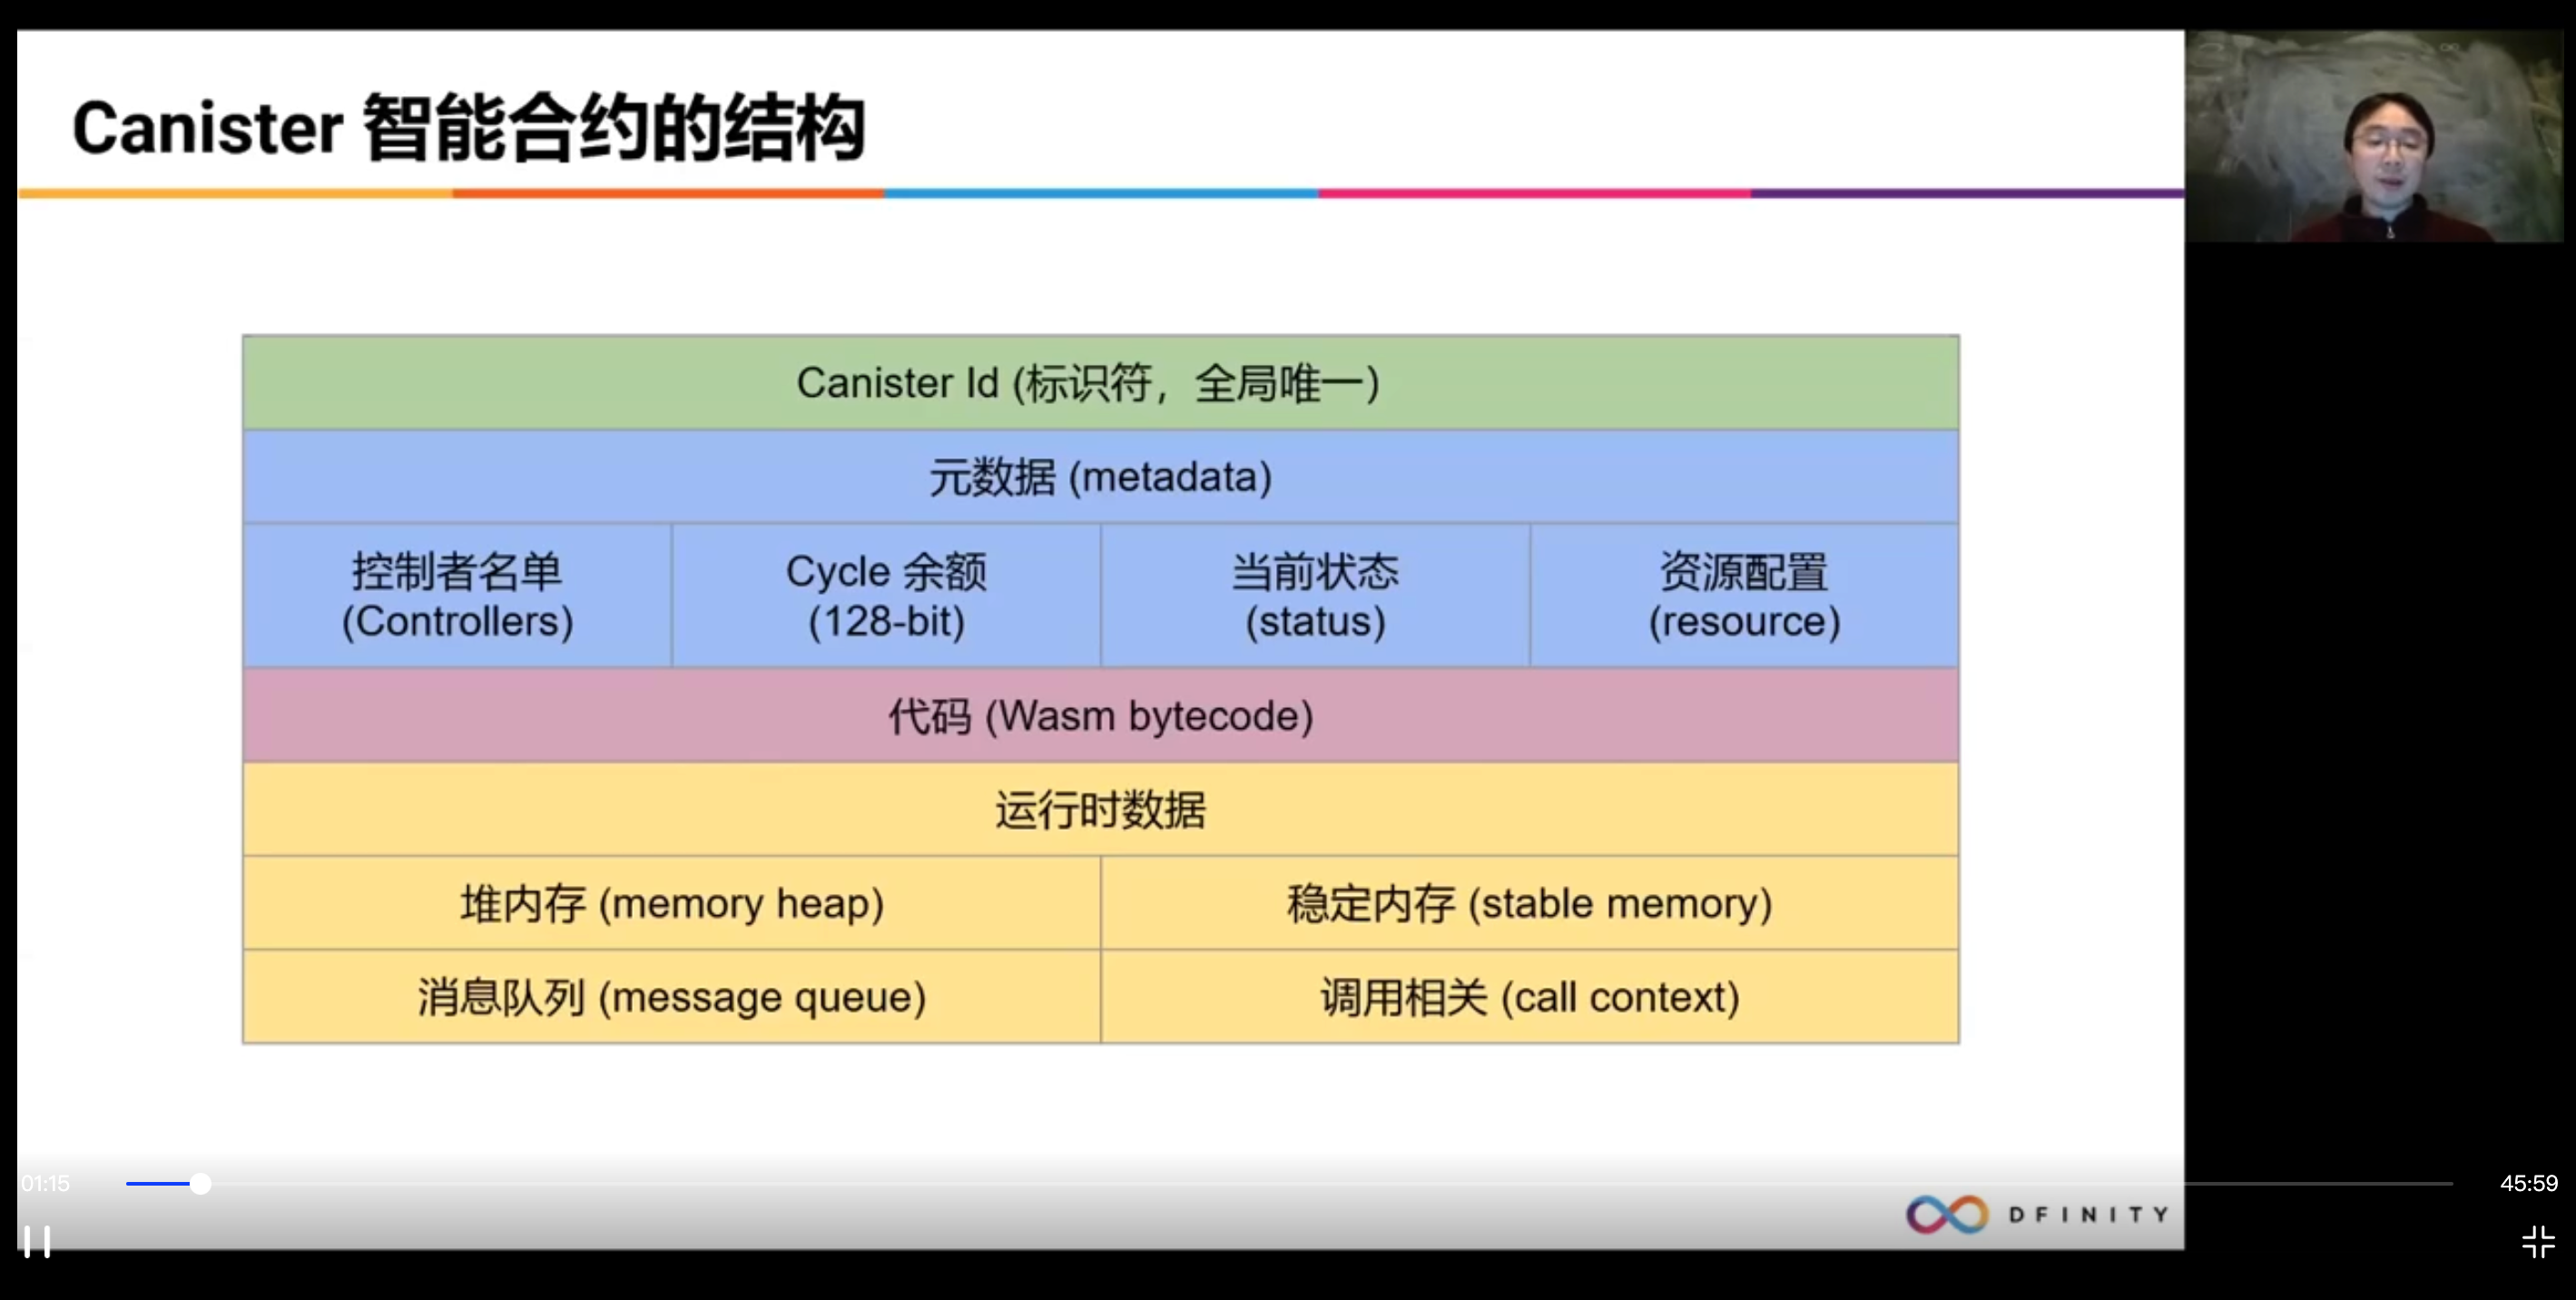 Canister 智能合约的结构
Canister Id (标识符，全局唯一)
元数据 (metadata)
控制者名单
(Controllers)
Cycle 余额
(128-bit)
当前状态
(status)
资源配置
(resource)
代码 (Wasm bytecode)
运行时数据
堆内存 (memory heap)
稳定内存 (stable memory)
消息队列 (message queue)
调用相关 (call context)
01:15
45:59
DFINITY